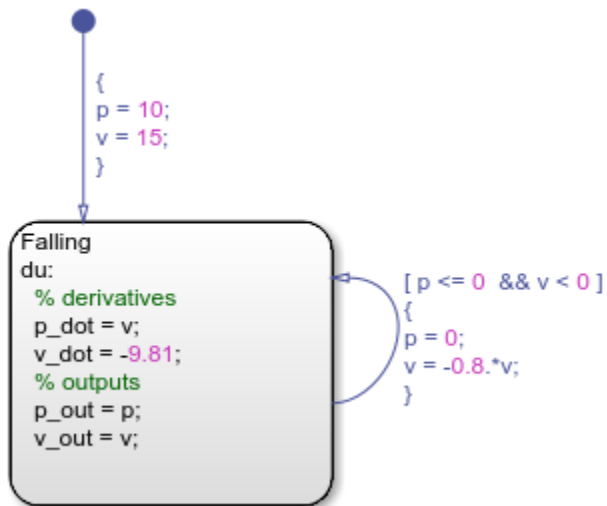 {
p = 10;
v = 15;
}
Falling
du:
% derivatives
p_dot = v;
v_dot = -9.81;
% outputs
p_out = p;
v_out = v;
[ p <= 0 && v < 0 ]
{
p = 0;
v = -0.8.*v;
}